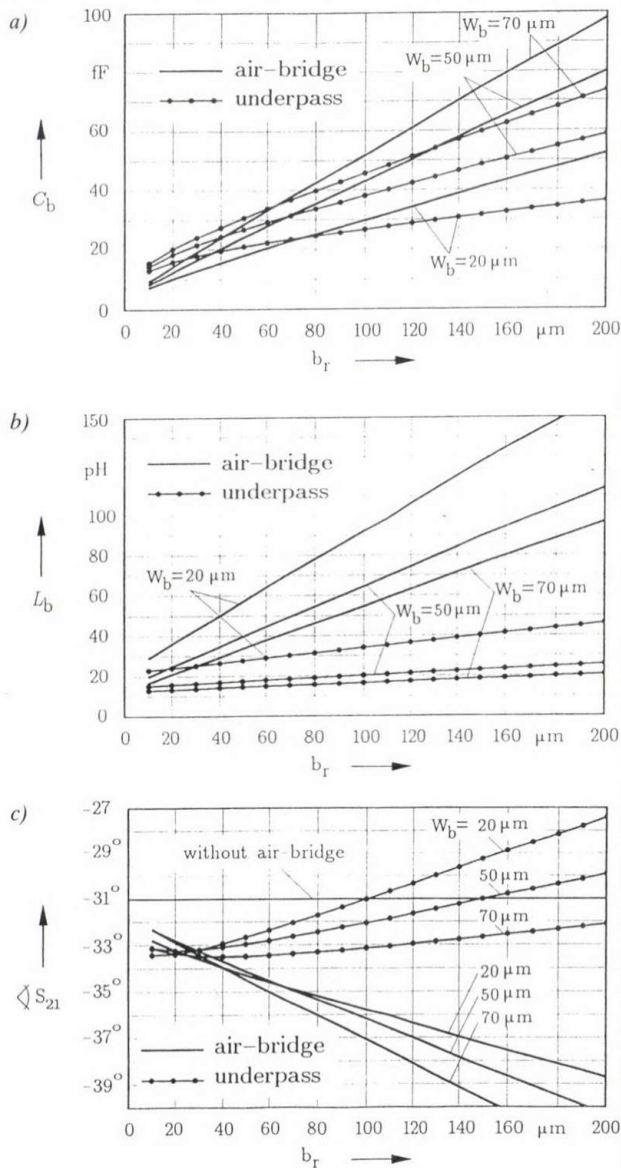 a)
100
fF
60
40
20
0
C_b
air-bridge
underpass
W_b=70 μm
W_b=50 μm
W_b=20 μm
0 20 40 60 80 100 120 140 160 μm 200
b_r
b)
150
pH
100
80
60
40
20
0
L_b
air-bridge
underpass
W_b=20 μm
W_b=50 μm
W_b=70 μm
0 20 40 60 80 100 120 140 160 μm 200
b_r
c)
-27
-29°
-31°
-33°
-35°
-37°
-39°
∢ S_21
without air-bridge
W_b= 20 μm
50 μm
70 μm
20 μm
50 μm
70 μm
air-bridge
underpass
0 20 40 60 80 100 120 140 160 μm 200
b_r